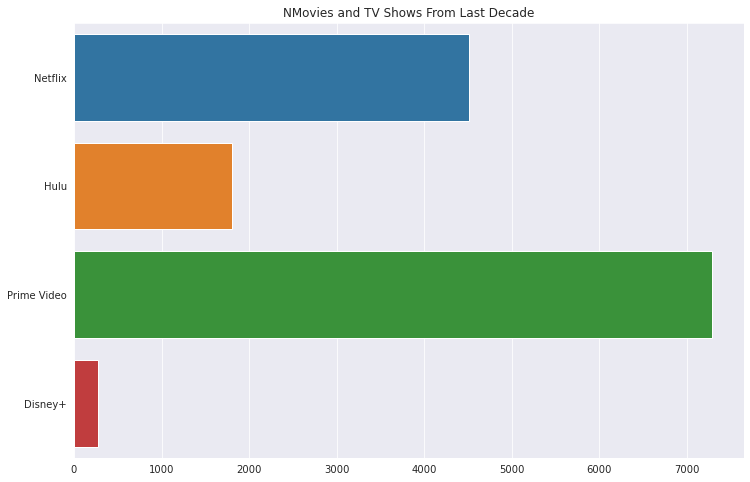 NMovies and TV Shows From Last Decade
Netflix
Hulu
Prime Video
Disney+
0 1000 2000 3000 4000 5000 6000 7000